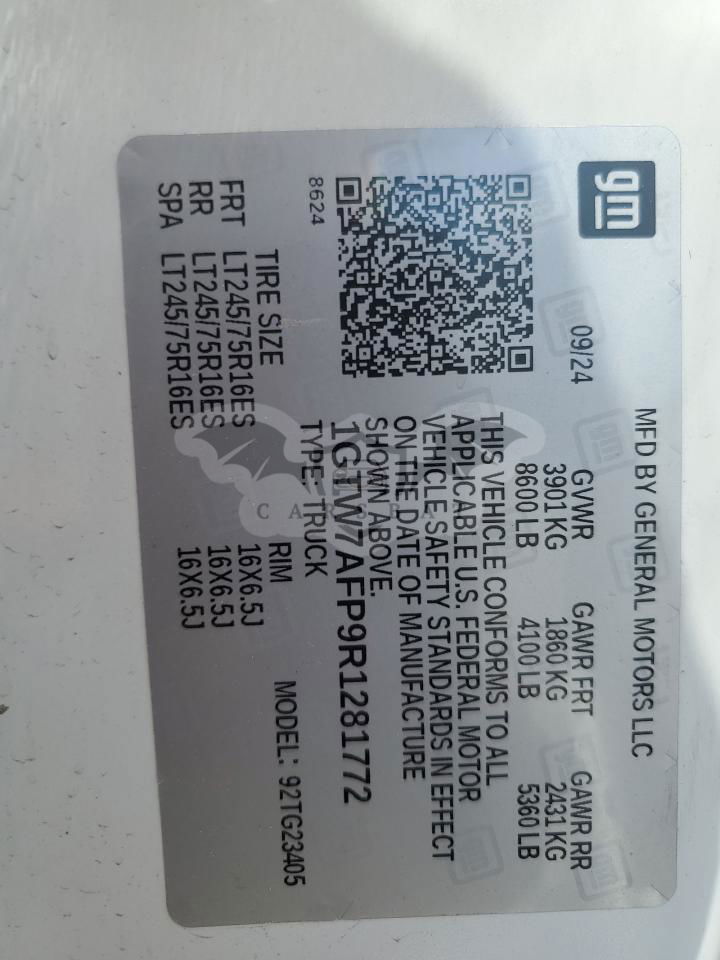 gm
MFD BY GENERAL MOTORS LLC
09/24
GVWR GAWR FRT GAWR RR
3901 KG 1860 KG 2431 KG
8600 LB 4100 LB 5360 LB
THIS VEHICLE CONFORMS TO ALL
APPLICABLE U.S. FEDERAL MOTOR
VEHICLE SAFETY STANDARDS IN EFFECT
ON THE DATE OF MANUFACTURE
SHOWN ABOVE.
1GTW7AFP9R1281772
8624
TYPE: TRUCK
MODEL: 92TG23405
TIRE SIZE RIM
FRT LT245/75R16ES 16X6.5J
RR LT245/75R16ES 16X6.5J
SPA LT245/75R16ES 16X6.5J